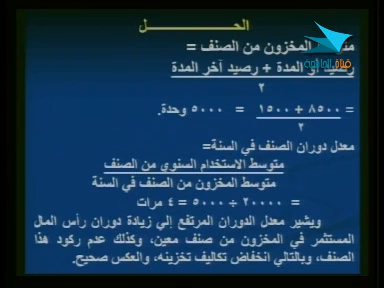 الحـــــــــــــل
المخزون من الصنف =
رصيد أول المدة + رصيد آخر المدة
٢
= ٨٥٠٠ + ١٥٠٠ = ٥٠٠٠ وحدة.
٢
معدل دوران الصنف في السنة=
متوسط الاستخدام السنوي من الصنف
متوسط المخزون من الصنف في السنة
= ٢٠٠٠٠ ÷ ٥٠٠٠ = ٤ مرات
ويشير معدل الدوران المرتفع إلي زيادة دوران رأس المال
المستثمر في المخزون من صنف معين، وكذلك عدم ركود هذا
الصنف، وبالتالي انخفاض تكاليف تخزينه، والعكس صحيح.